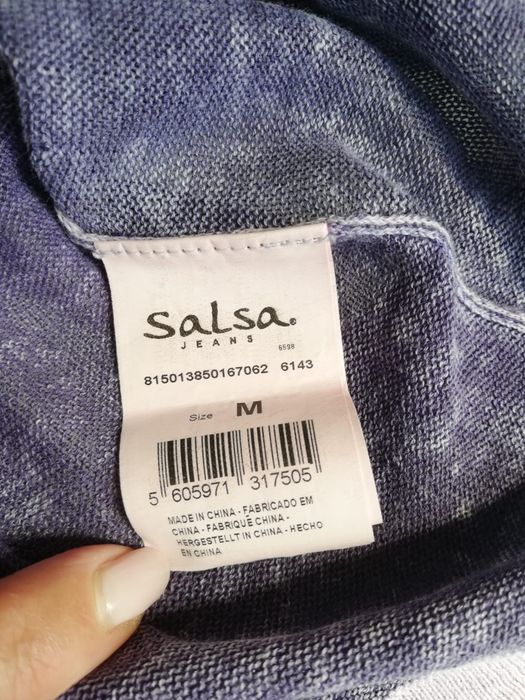 Salsa®
JEANS
6598
815013850167062 6143
Size M
5 605971 317505
MADE IN CHINA - FABRICADO EM
CHINA - FABRIQUÉ CHINA -
HERGESTELLT IN CHINA - HECHO
EN CHINA